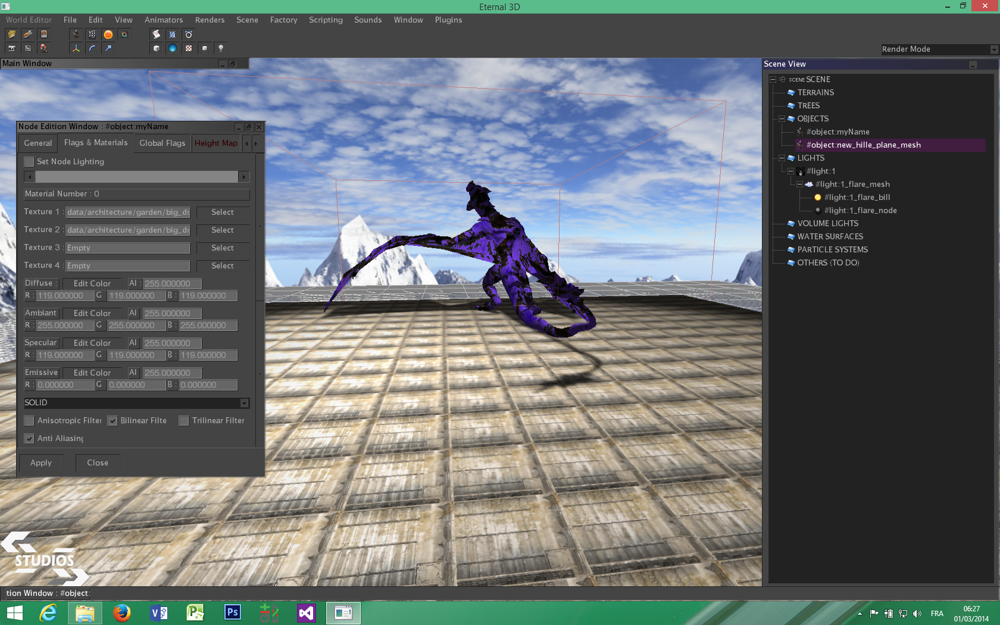 Eternal 3D
World Editor File Edit View Animators Renders Scene Factory Scripting Sounds Window Plugins
Render Mode
Main Window
Scene View
SCENE SCENE
TERRAINS
TREES
OBJECTS
#object:myName
#object:new_hille_plane_mesh
LIGHTS
#light:1
#light:1_flare_mesh
#light:1_flare_bill
#light:1_flare_node
VOLUME LIGHTS
WATER SURFACES
PARTICLE SYSTEMS
OTHERS (TO DO)
Node Edition Window : #object:myName
General Flags & Materials Global Flags Height Map
Set Node Lighting
Material Number : 0
Texture 1 : data/architecture/garden/big_dr Select
Texture 2 : data/architecture/garden/big_dr Select
Texture 3 : Empty Select
Texture 4 : Empty Select
Diffuse : Edit Color Al : 255.000000
R : 119.000000 G 119.000000 B : 119.000000
Ambiant Edit Color Al 255.000000
R : 255.000000 G 255.000000 B : 255.000000
Specular Edit Color Al 255.000000
R : 119.000000 G 119.000000 B : 119.000000
Emissive Edit Color Al 255.000000
R : 0.000000 G 0.000000 B : 0.000000
SOLID
Anisotropic Filter Bilinear Filte Trilinear Filter
Anti Aliasing
Apply Close
STUDIOS
tion Window : #object:
Ps
FRA
06:27
01/03/2014